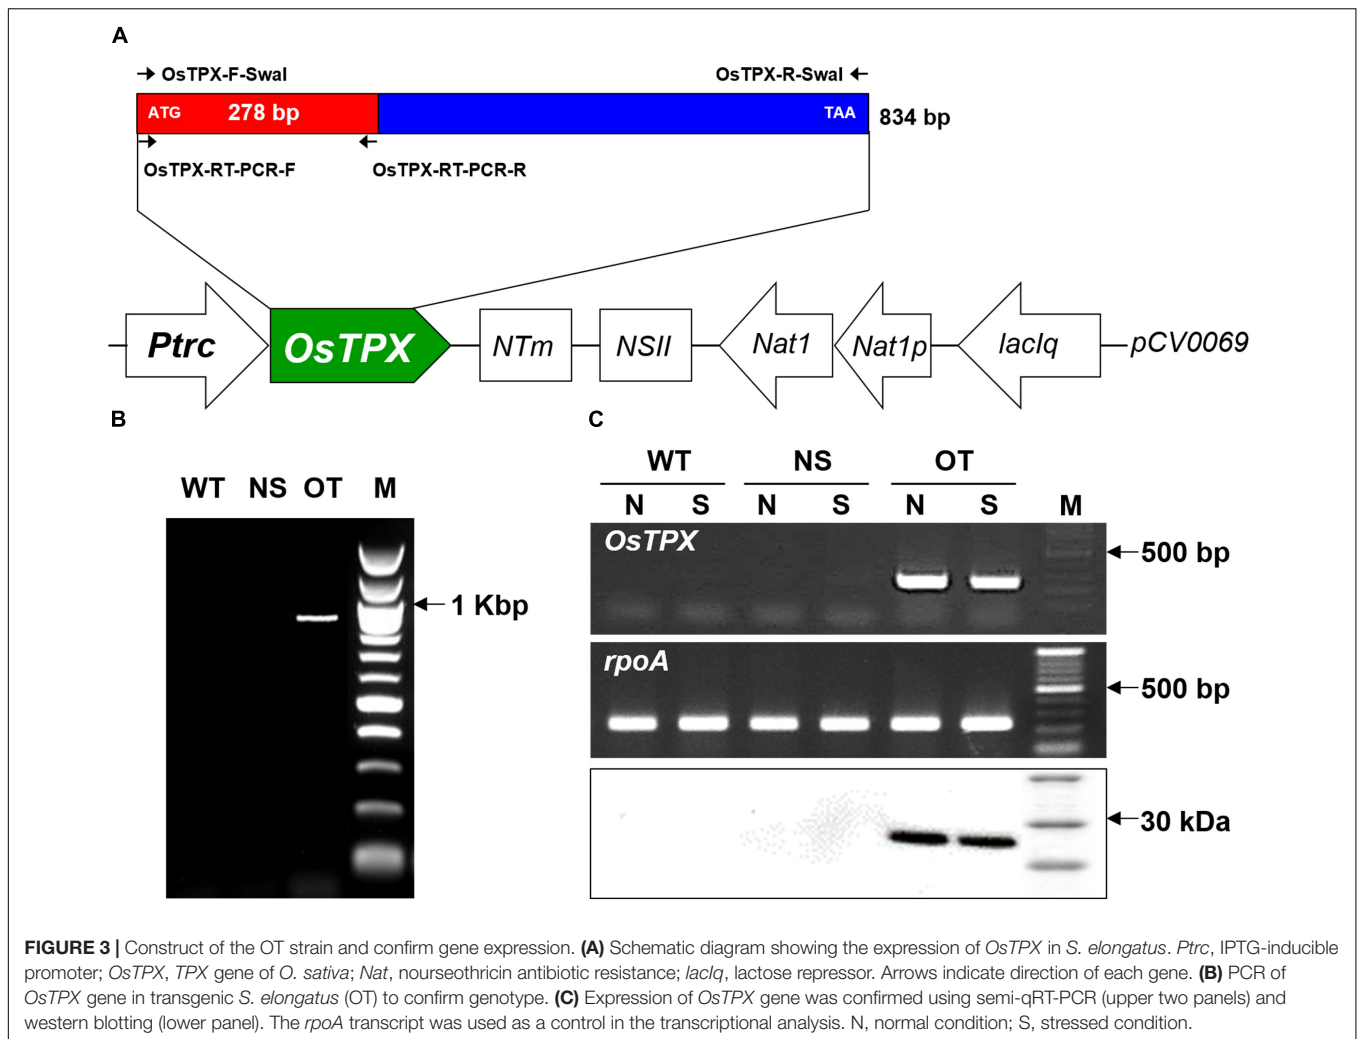 A
OsTPX-F-SwaI
OsTPX-R-SwaI
ATG
278 bp
TAA
834 bp
OsTPX-RT-PCR-F
OsTPX-RT-PCR-R
Ptrc
OsTPX
NTm
NSII
Nat1
Nat1p
lacIq
pCV0069
B
WT NS OT M
1 Kbp
C
WT NS OT
N S N S N S M
OsTPX
500 bp
rpoA
500 bp
30 kDa
FIGURE 3 | Construct of the OT strain and confirm gene expression. (A) Schematic diagram showing the expression of OsTPX in S. elongatus. Ptrc, IPTG-inducible
promoter; OsTPX, TPX gene of O. sativa; Nat, nourseothricin antibiotic resistance; lacIq, lactose repressor. Arrows indicate direction of each gene. (B) PCR of
OsTPX gene in transgenic S. elongatus (OT) to confirm genotype. (C) Expression of OsTPX gene was confirmed using semi-qRT-PCR (upper two panels) and
western blotting (lower panel). The rpoA transcript was used as a control in the transcriptional analysis. N, normal condition; S, stressed condition.